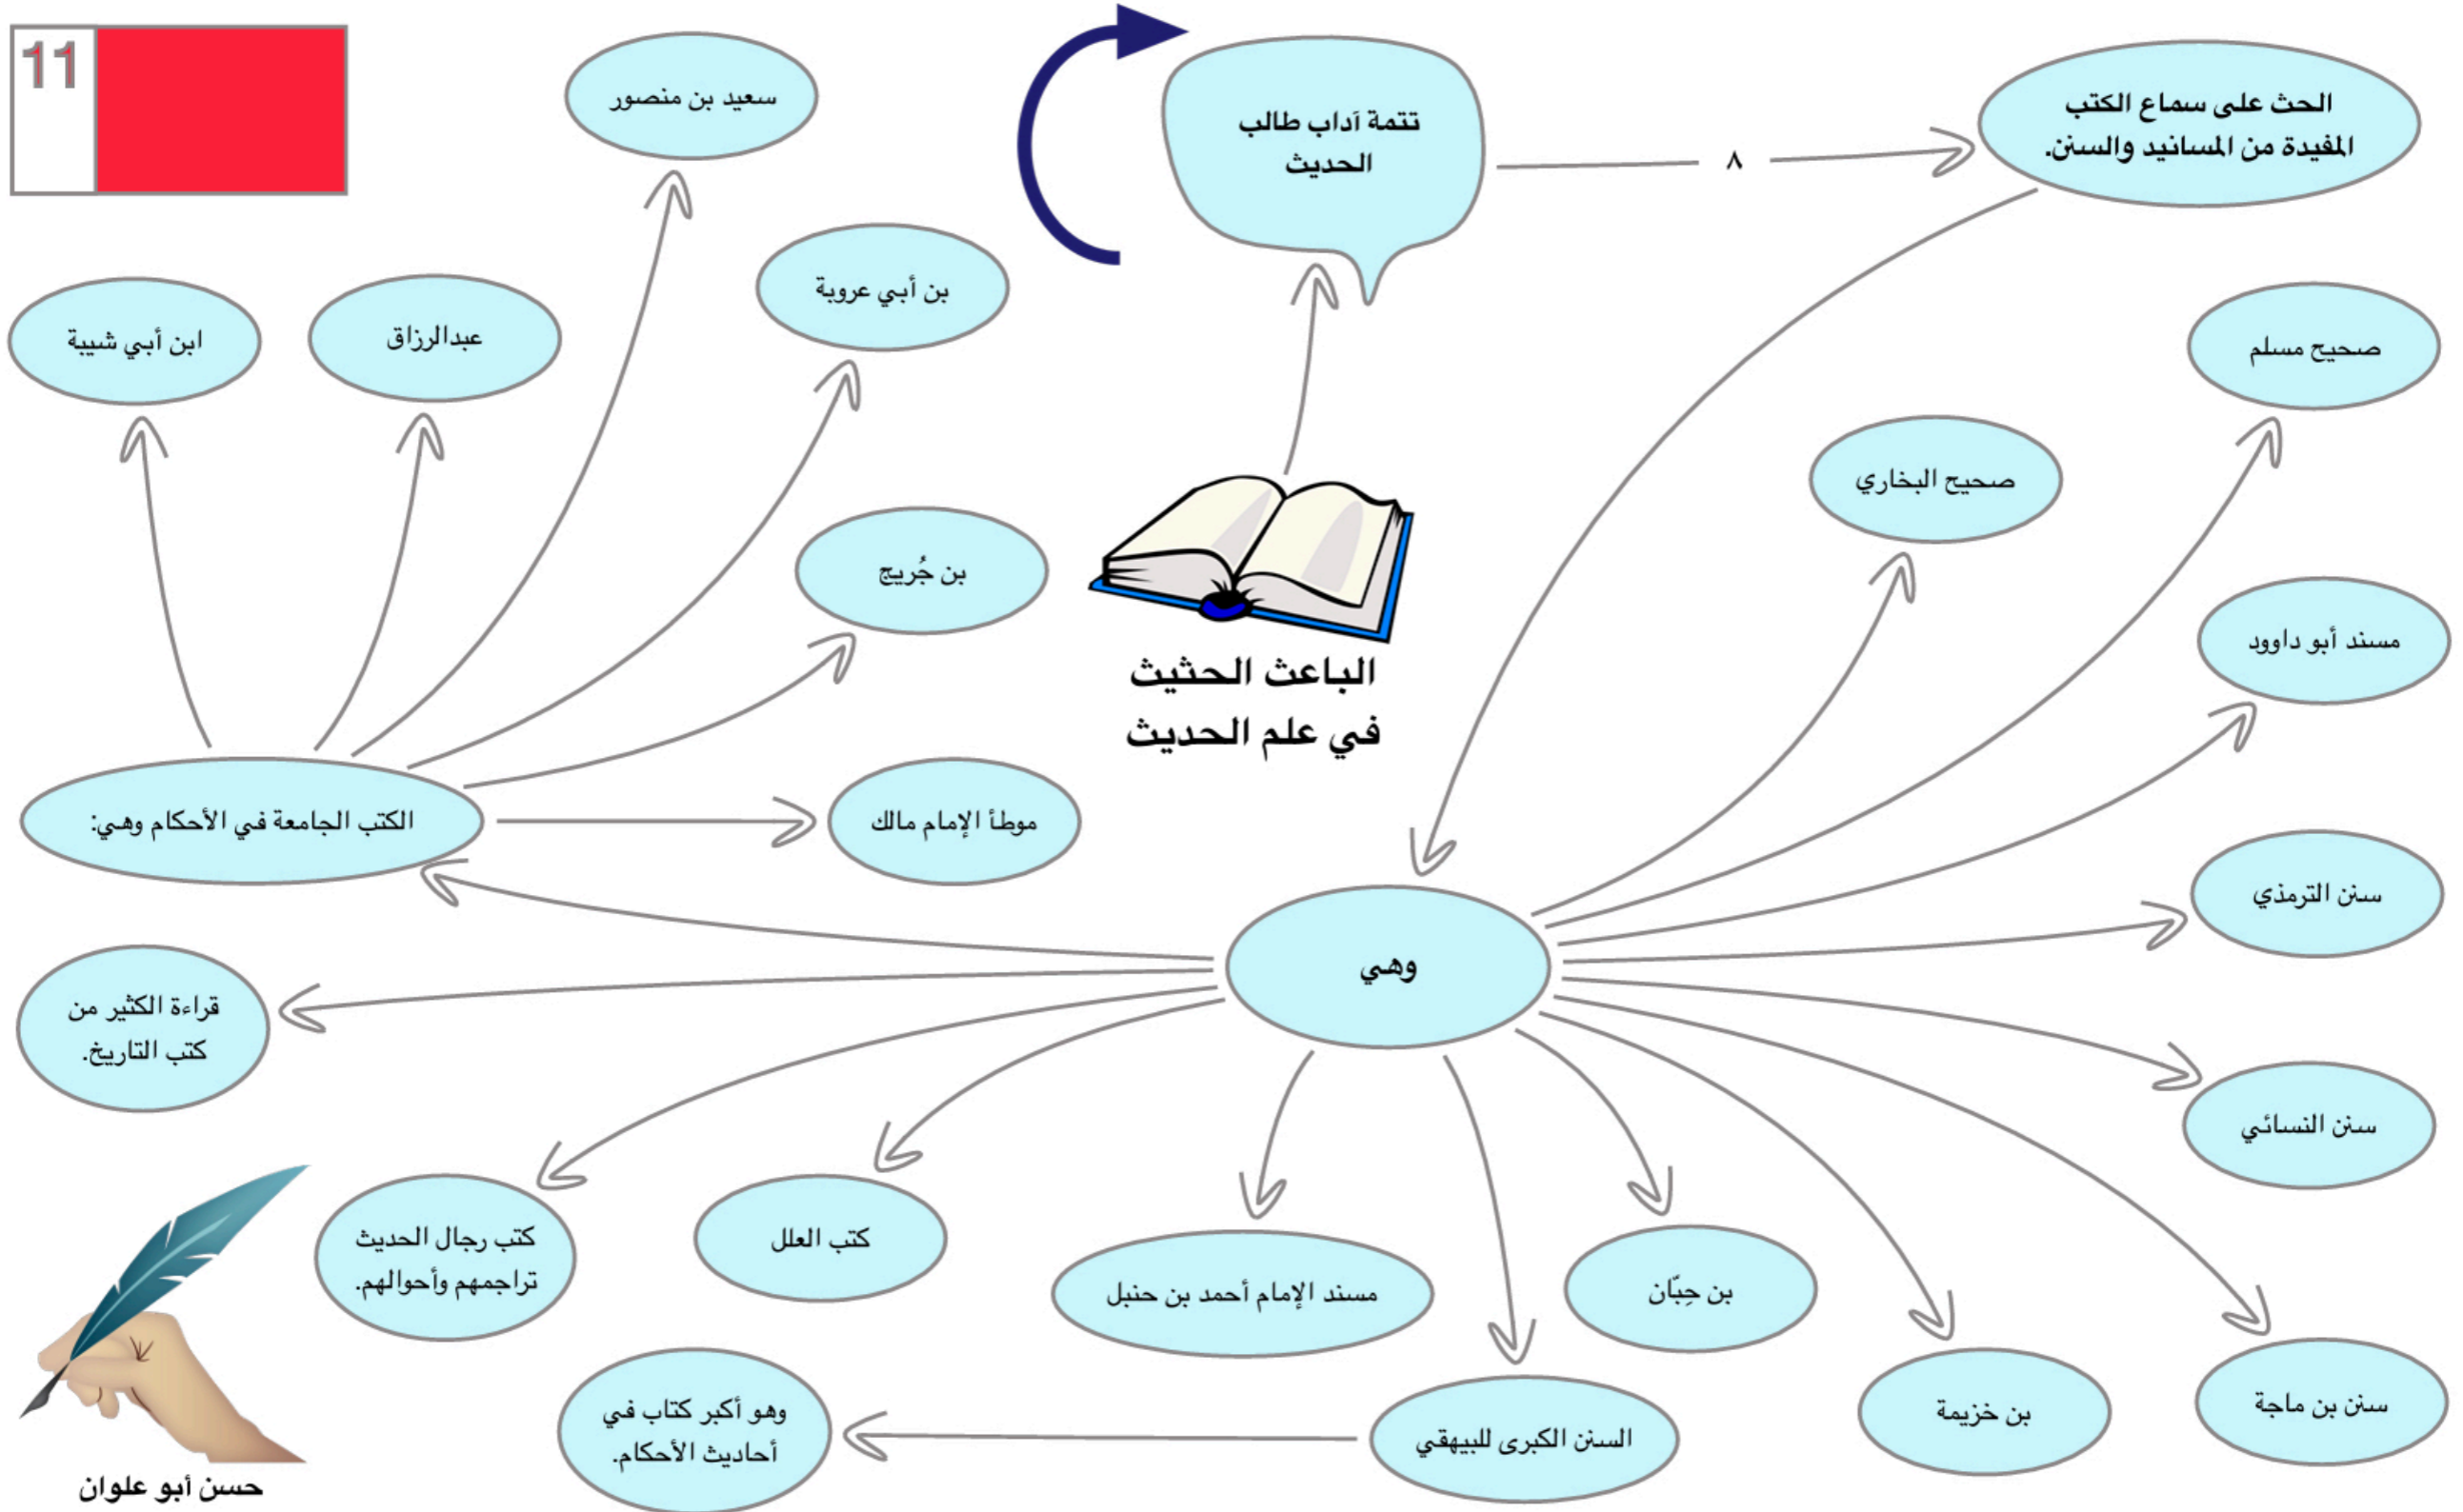 11
تتمة آداب طالب
الحديث
٨
الحث على سماع الكتب
المفيدة من المسانيد والسنن.
الباعث الحثيث
في علم الحديث
وهي
صحيح البخاري
صحيح مسلم
مسند أبو داوود
سنن الترمذي
سنن النسائي
سنن بن ماجة
بن خزيمة
بن حِبّان
السنن الكبرى للبيهقي
وهو أكبر كتاب في
أحاديث الأحكام.
مسند الإمام أحمد بن حنبل
كتب العلل
كتب رجال الحديث
تراجمهم وأحوالهم.
قراءة الكثير من
كتب التاريخ.
الكتب الجامعة في الأحكام وهي:
موطأ الإمام مالك
بن جُريج
بن أبي عروبة
سعيد بن منصور
عبدالرزاق
ابن أبي شيبة
حسن أبو علوان